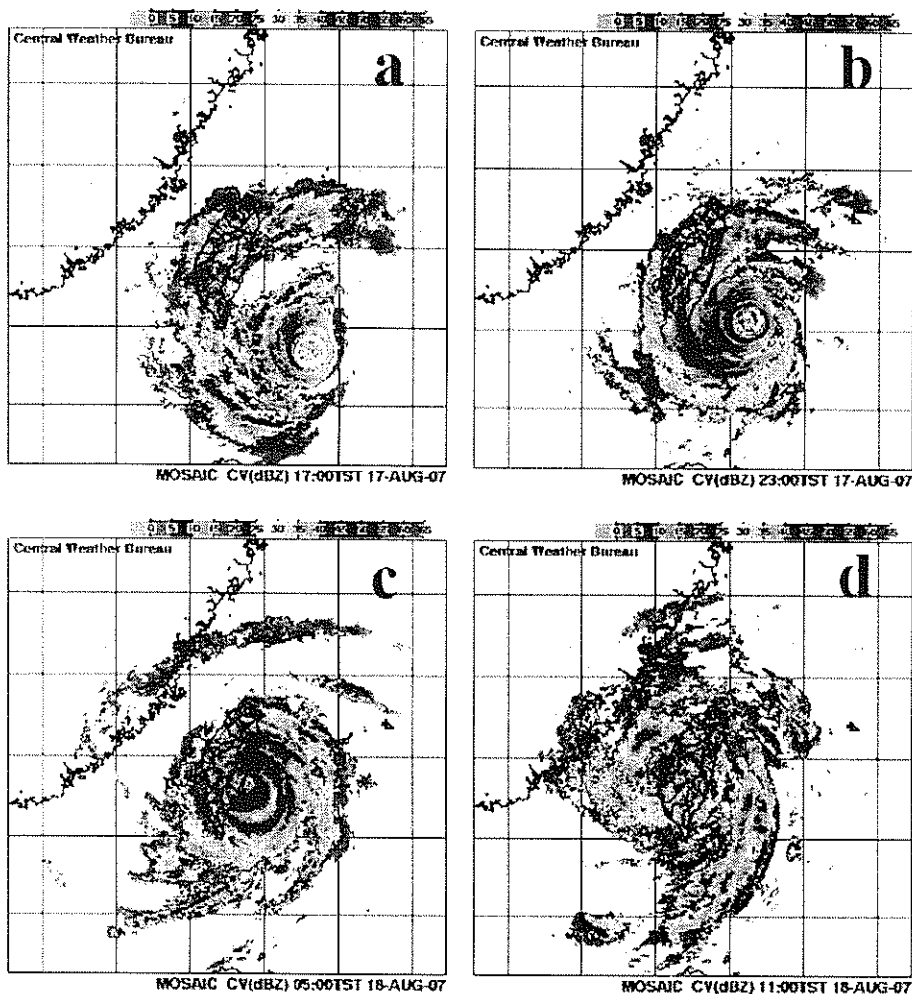 Central Weather Bureau
a
MOSAIC CV(dBZ) 17:00TST 17-AUG-07
Central Weather Bureau
b
MOSAIC CV(dBZ) 23:00TST 17-AUG-07
Central Weather Bureau
c
MOSAIC CV(dBZ) 05:00TST 18-AUG-07
Central Weather Bureau
d
MOSAIC CV(dBZ) 11:00TST 18-AUG-07